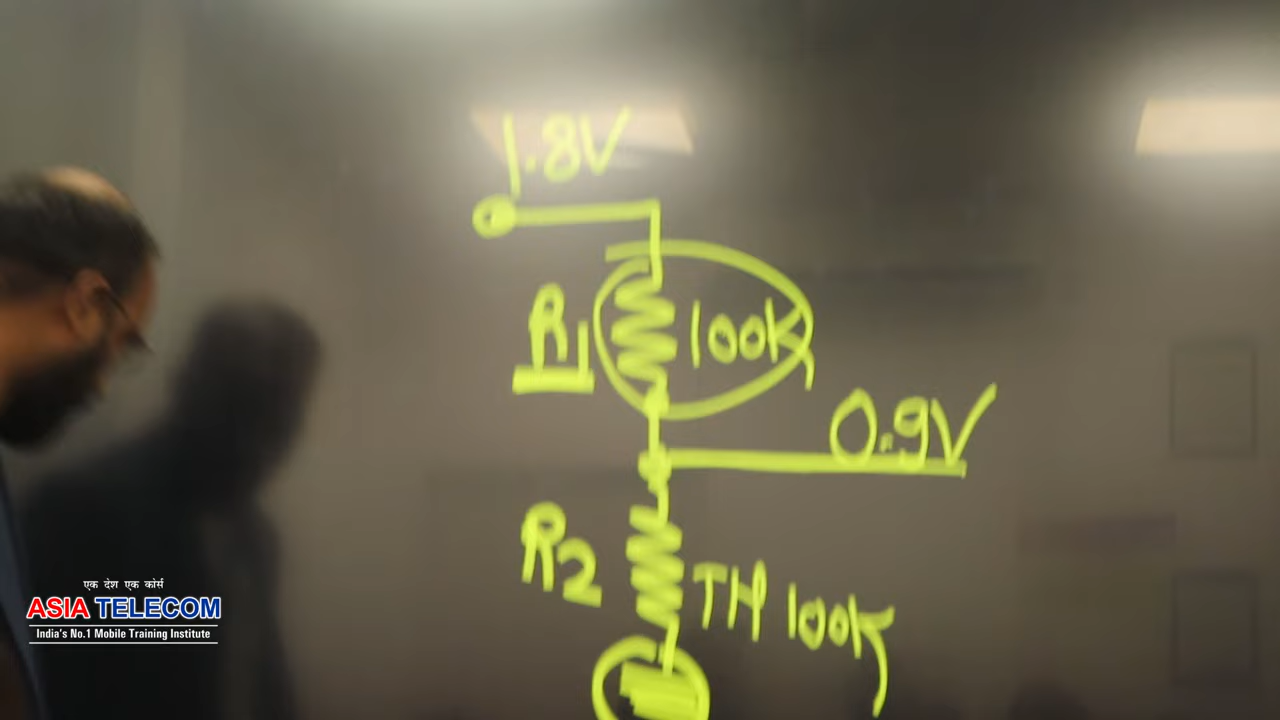 1.8V
R1 100K
0.9V
R2 TH 100K
एक देश एक कोर्स
ASIA TELECOM
India's No.1 Mobile Training Institute